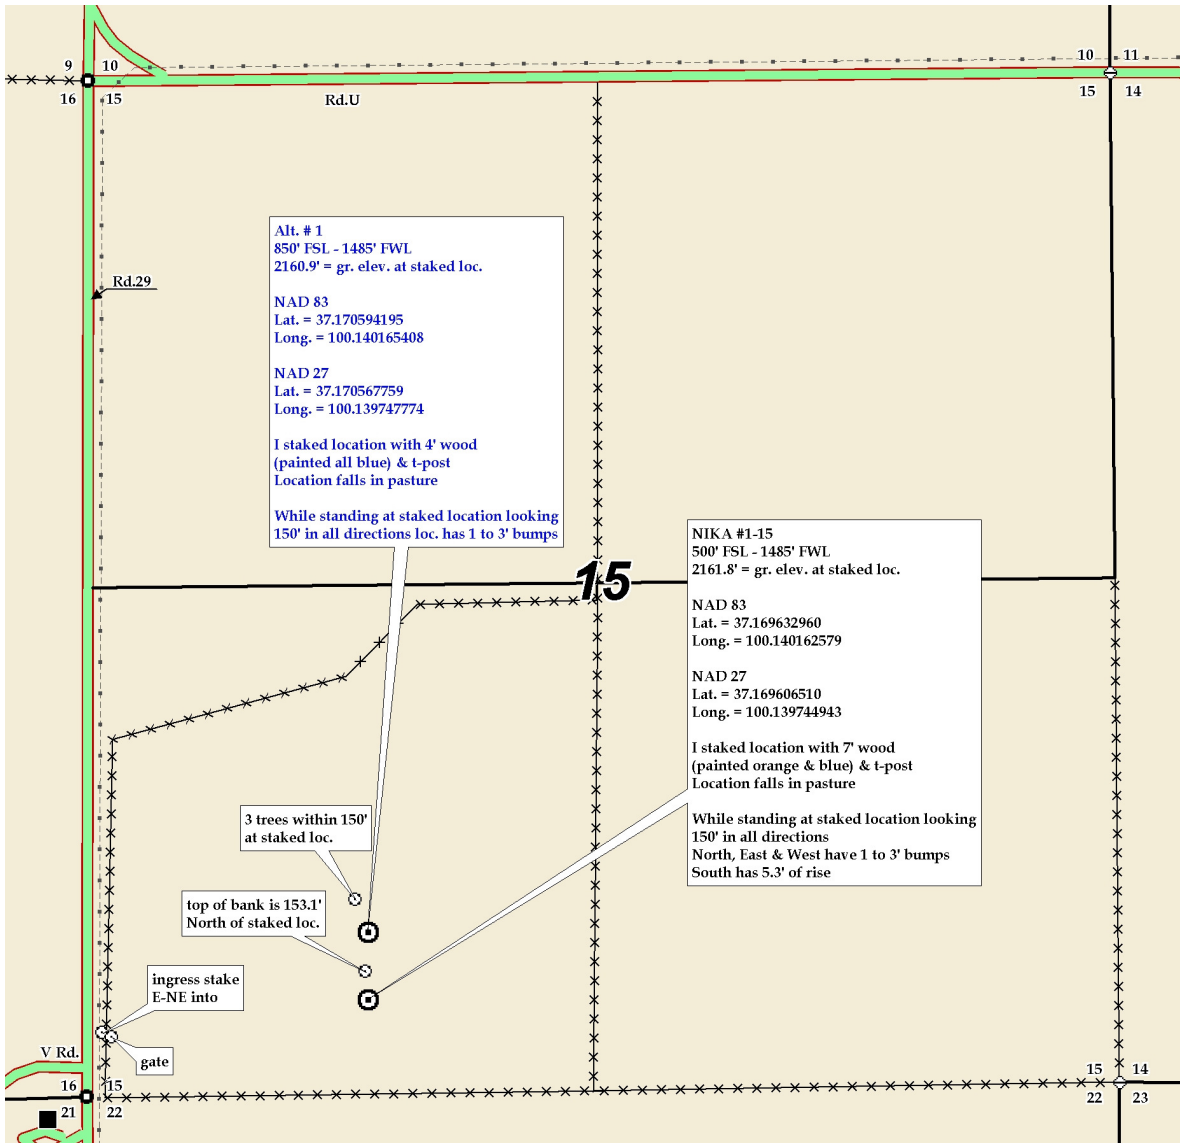 9 10
16 15
Rd.U
10 11
15 14
Rd.29
Alt. # 1
850' FSL - 1485' FWL
2160.9' = gr. elev. at staked loc.
NAD 83
Lat. = 37.170594195
Long. = 100.140165408
NAD 27
Lat. = 37.170567759
Long. = 100.139747774
I staked location with 4' wood
(painted all blue) & t-post
Location falls in pasture
While standing at staked location looking
150' in all directions loc. has 1 to 3' bumps
15
NIKA #1-15
500' FSL - 1485' FWL
2161.8' = gr. elev. at staked loc.
NAD 83
Lat. = 37.169632960
Long. = 100.140162579
NAD 27
Lat. = 37.169606510
Long. = 100.139744943
I staked location with 7' wood
(painted orange & blue) & t-post
Location falls in pasture
While standing at staked location looking
150' in all directions
North, East & West have 1 to 3' bumps
South has 5.3' of rise
3 trees within 150'
at staked loc.
top of bank is 153.1'
North of staked loc.
ingress stake
E-NE into
gate
V Rd.
16 15
21 22
15 14
22 23